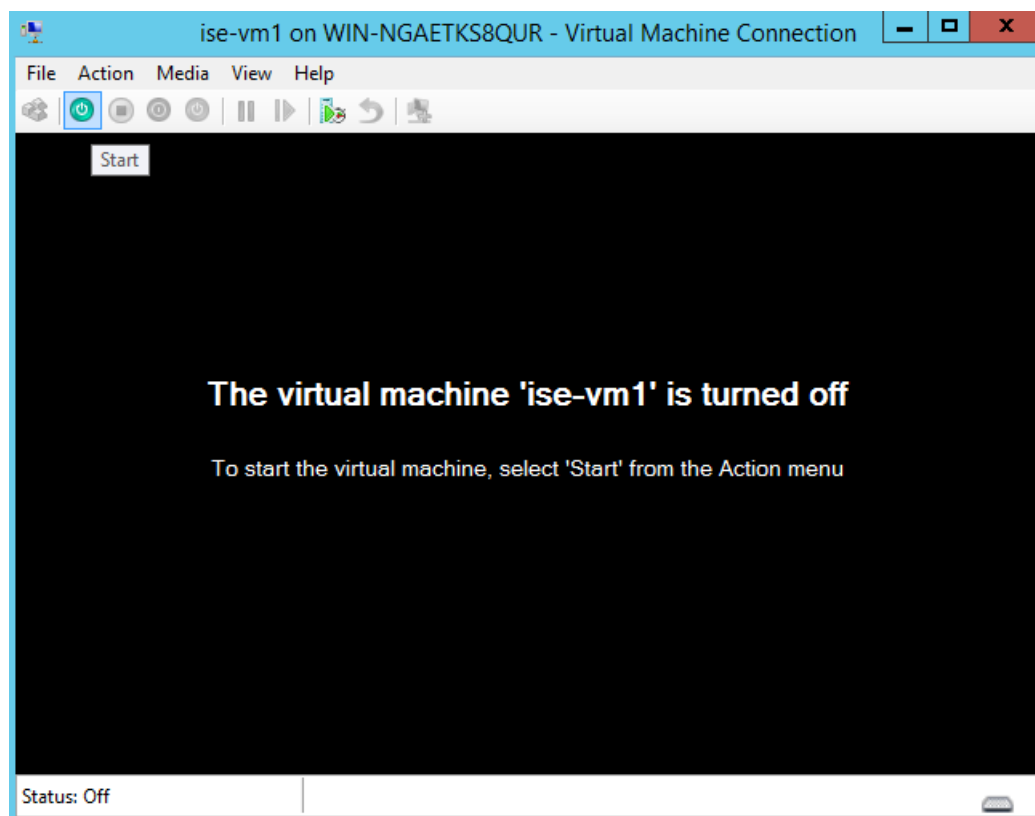 ise-vm1 on WIN-NGAETKS8QUR - Virtual Machine Connection
File Action Media View Help
Start
The virtual machine 'ise-vm1' is turned off
To start the virtual machine, select 'Start' from the Action menu
Status: Off